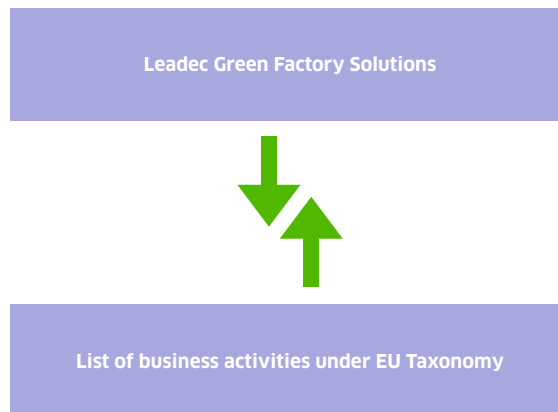 Leadec Green Factory Solutions
List of business activities under EU Taxonomy